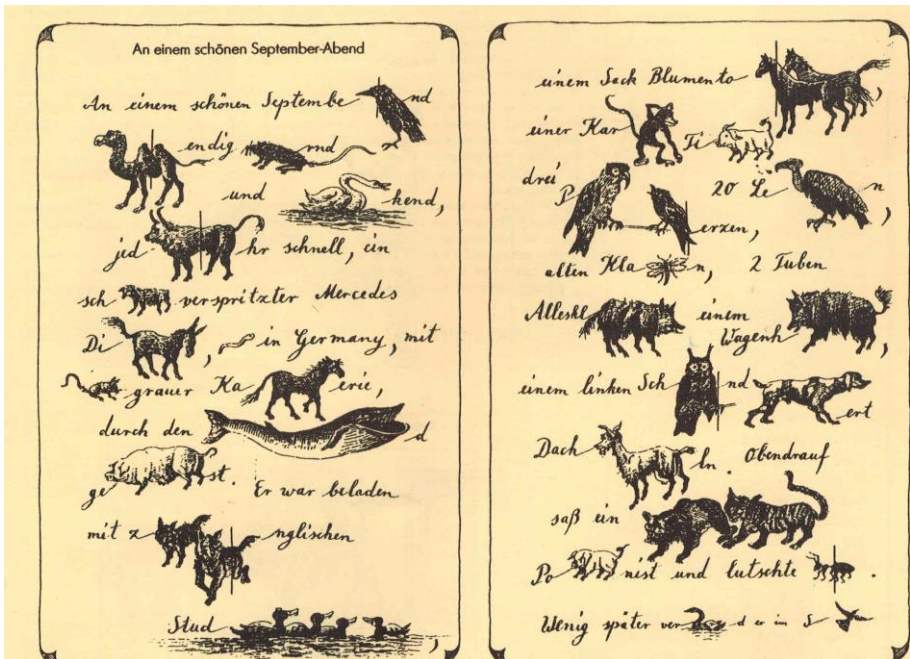 An einem schönen September-Abend
An einem schönen Septembe nd
endig rnd
und kend,
jed hr schnell, ein
sch verspritzter Mercedes
Di , in Germany, mit
grauer Ka erie,
durch den d
ge st. Er war beladen
mit z nglischen
Stud ,
einem Sack Blumento ,
einer Kar Ti
drei P 20 Le n,
erzen,
alten Kla n, 2 Tuben
Alleskl einem
Wagenh ,
einem linken Sch nd
ert
Dach ln. Obendrauf
saß ein
Po nist und lutschte .
Wenig später ver d er im S